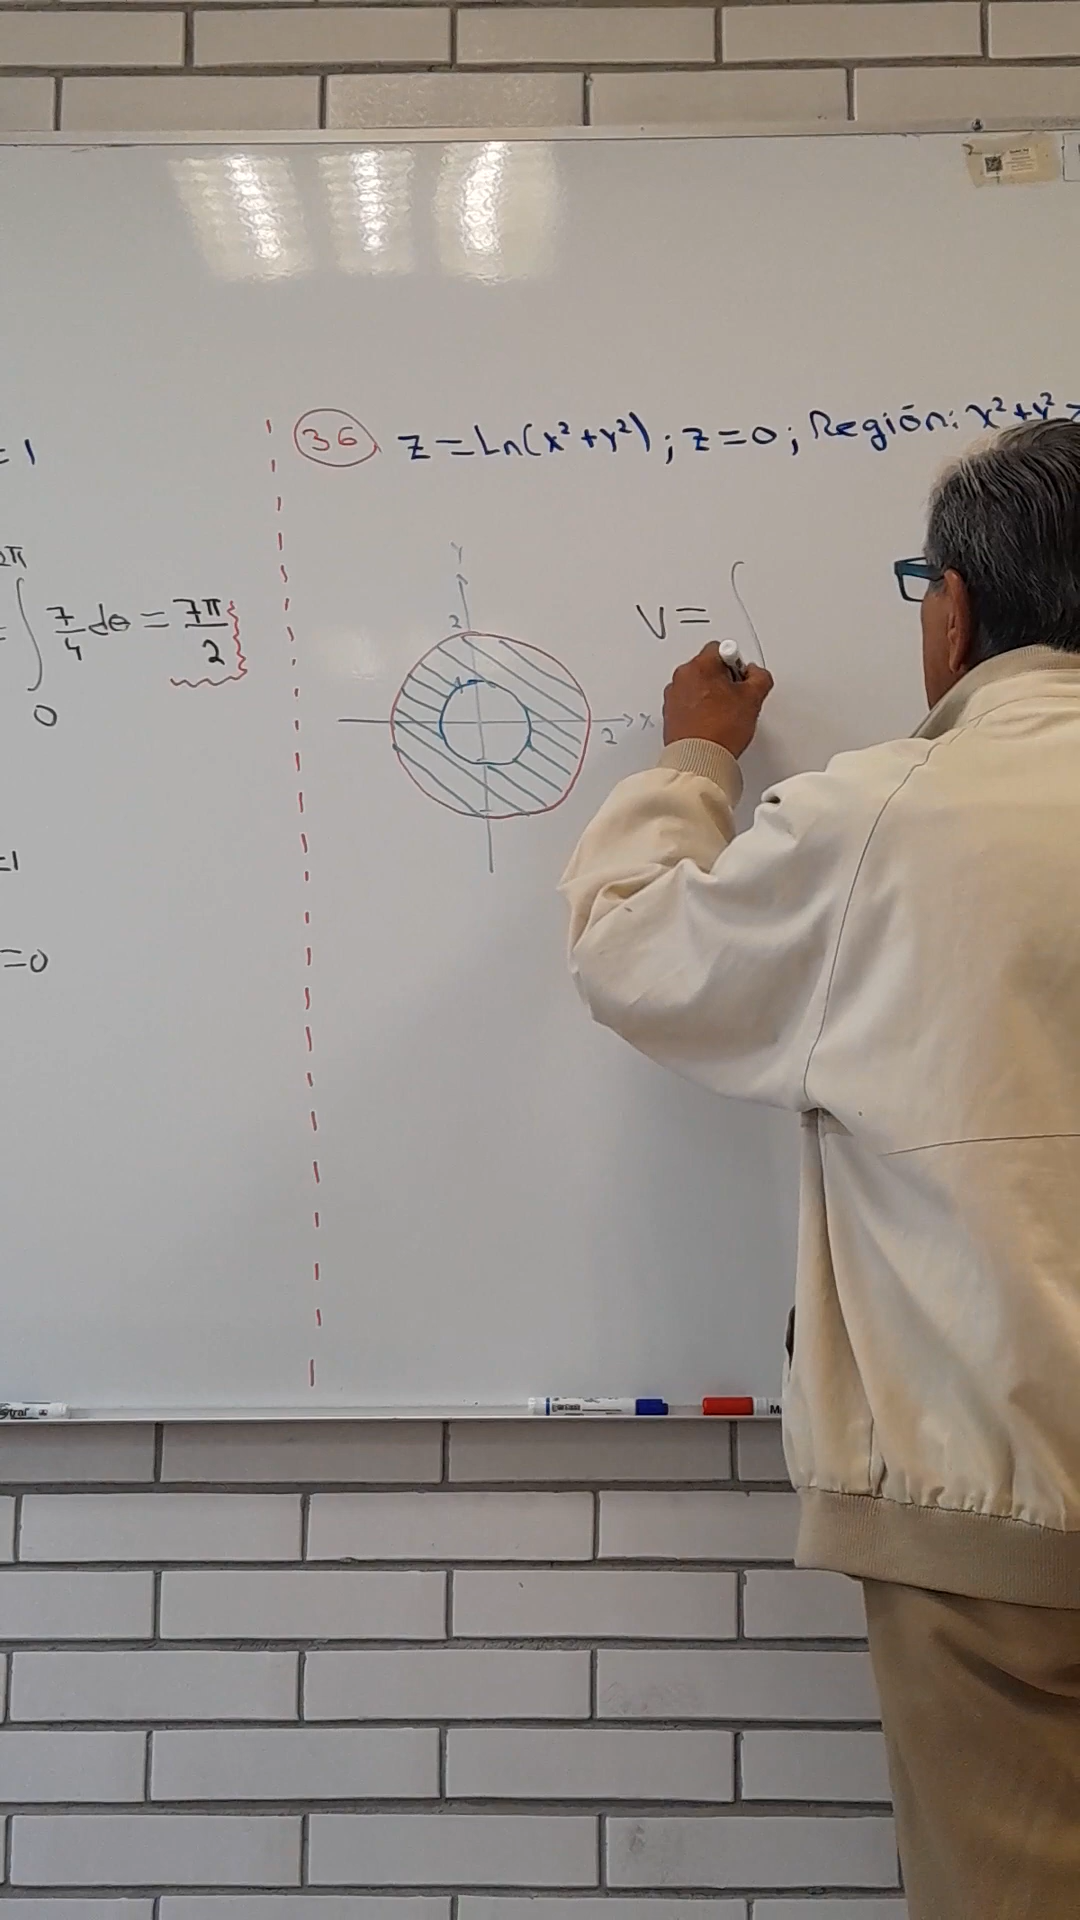 =1
36 z=Ln(x²+y²); z=0; Región: x²+y²
2π
= ∫ 7/4 dθ = 7π/2
0
Y
2
1
2 X
V= ∫
=1
=0